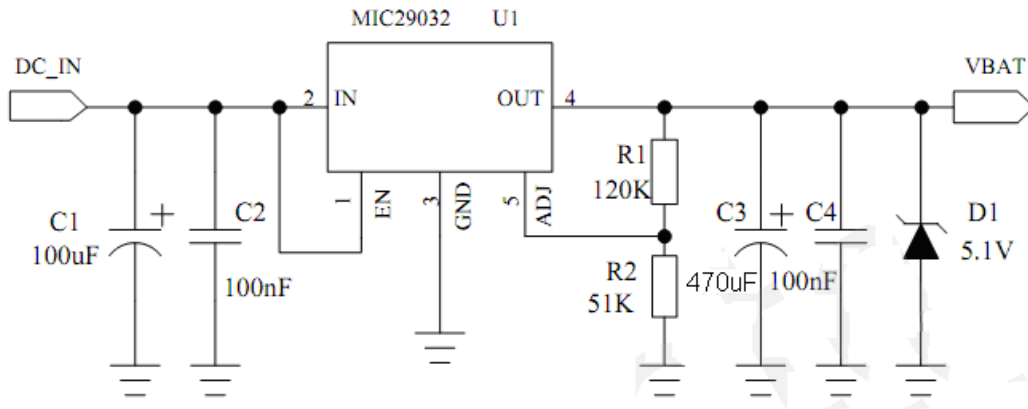 MIC29032 U1
DC_IN
VBAT
2 IN
OUT 4
1 EN
3 GND
5 ADJ
R1
120K
C1
100uF
+
C2
100nF
R2
51K
C3
470uF
+
C4
100nF
D1
5.1V